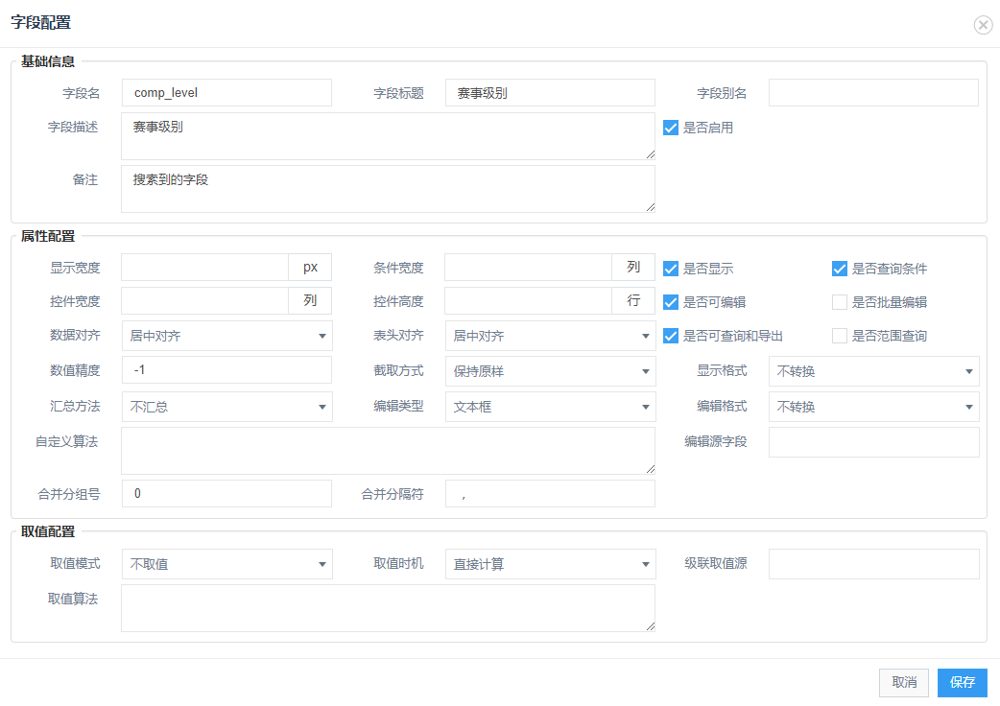 字段配置
基础信息
字段名 comp_level 字段标题 赛事级别 字段别名
字段描述 赛事级别 是否启用
备注 搜索到的字段
属性配置
显示宽度 px 条件宽度 列 是否显示 是否查询条件
控件宽度 列 控件高度 行 是否可编辑 是否批量编辑
数据对齐 居中对齐 表头对齐 居中对齐 是否可查询和导出 是否范围查询
数值精度 -1 截取方式 保持原样 显示格式 不转换
汇总方法 不汇总 编辑类型 文本框 编辑格式 不转换
自定义算法 编辑源字段
合并分组号 0 合并分隔符 ,
取值配置
取值模式 不取值 取值时机 直接计算 级联取值源
取值算法
取消 保存